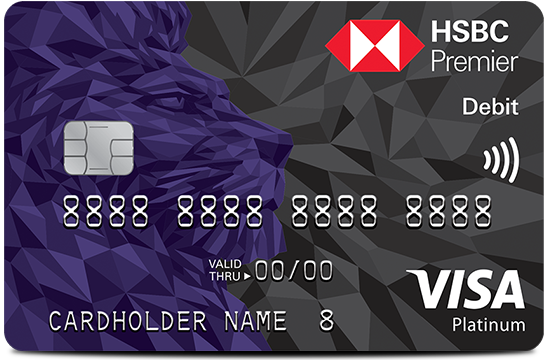 HSBC
Premier
Debit
8888 8888 8888 8888
VALID
THRU ▸ 00/00
CARDHOLDER NAME 8
VISA
Platinum